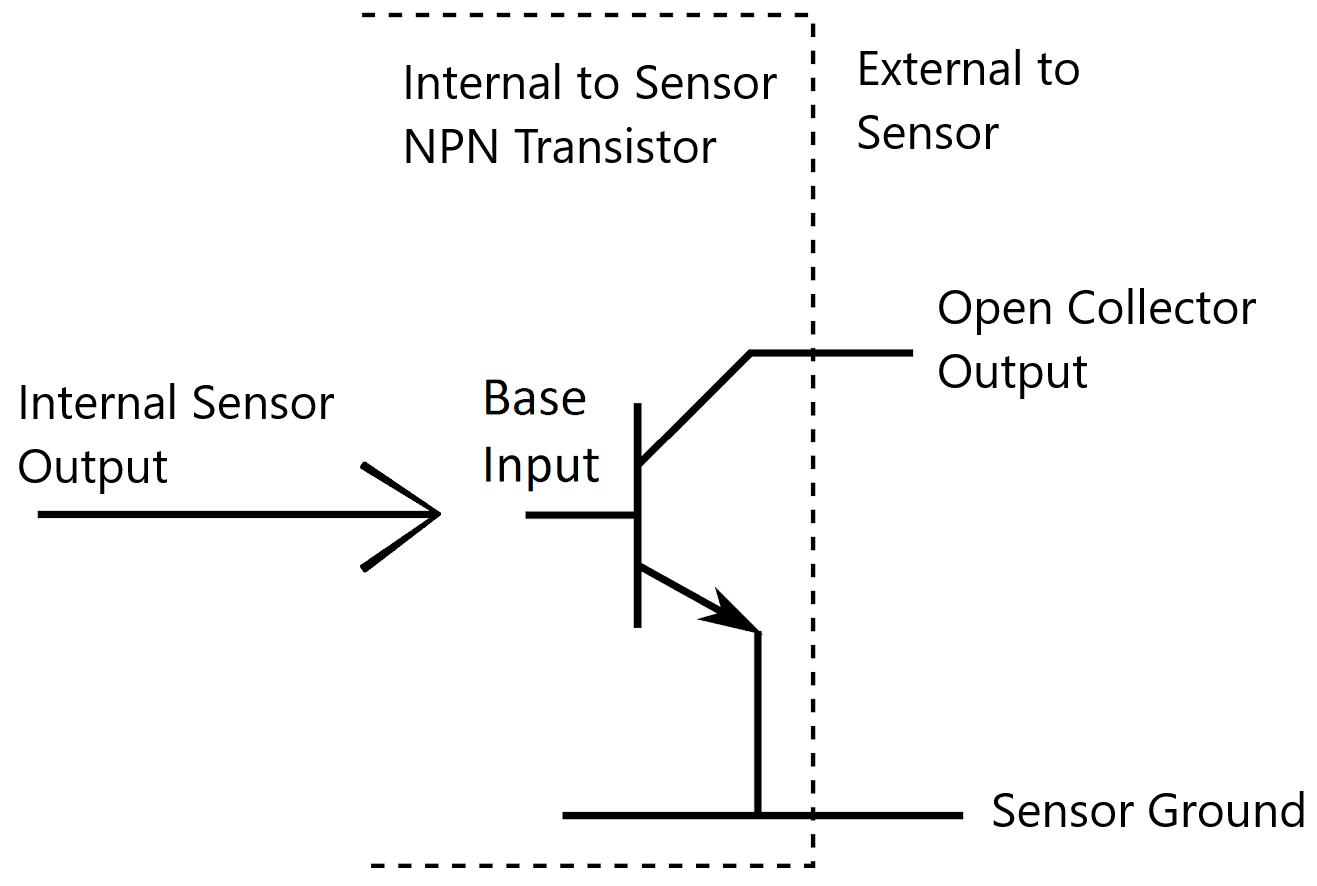 Internal to Sensor
NPN Transistor
External to
Sensor
Open Collector
Output
Internal Sensor
Output
Base
Input
Sensor Ground